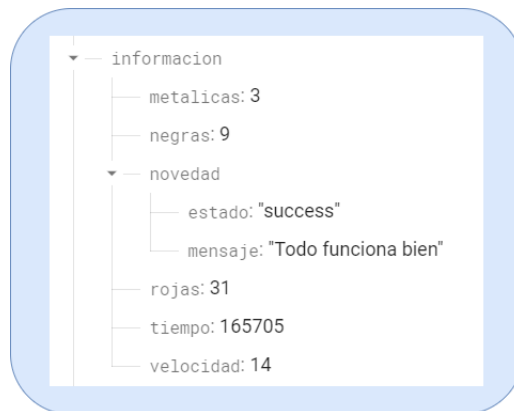 informacion
metalicas: 3
negras: 9
novedad
estado: "success"
mensaje: "Todo funciona bien"
rojas: 31
tiempo: 165705
velocidad: 14